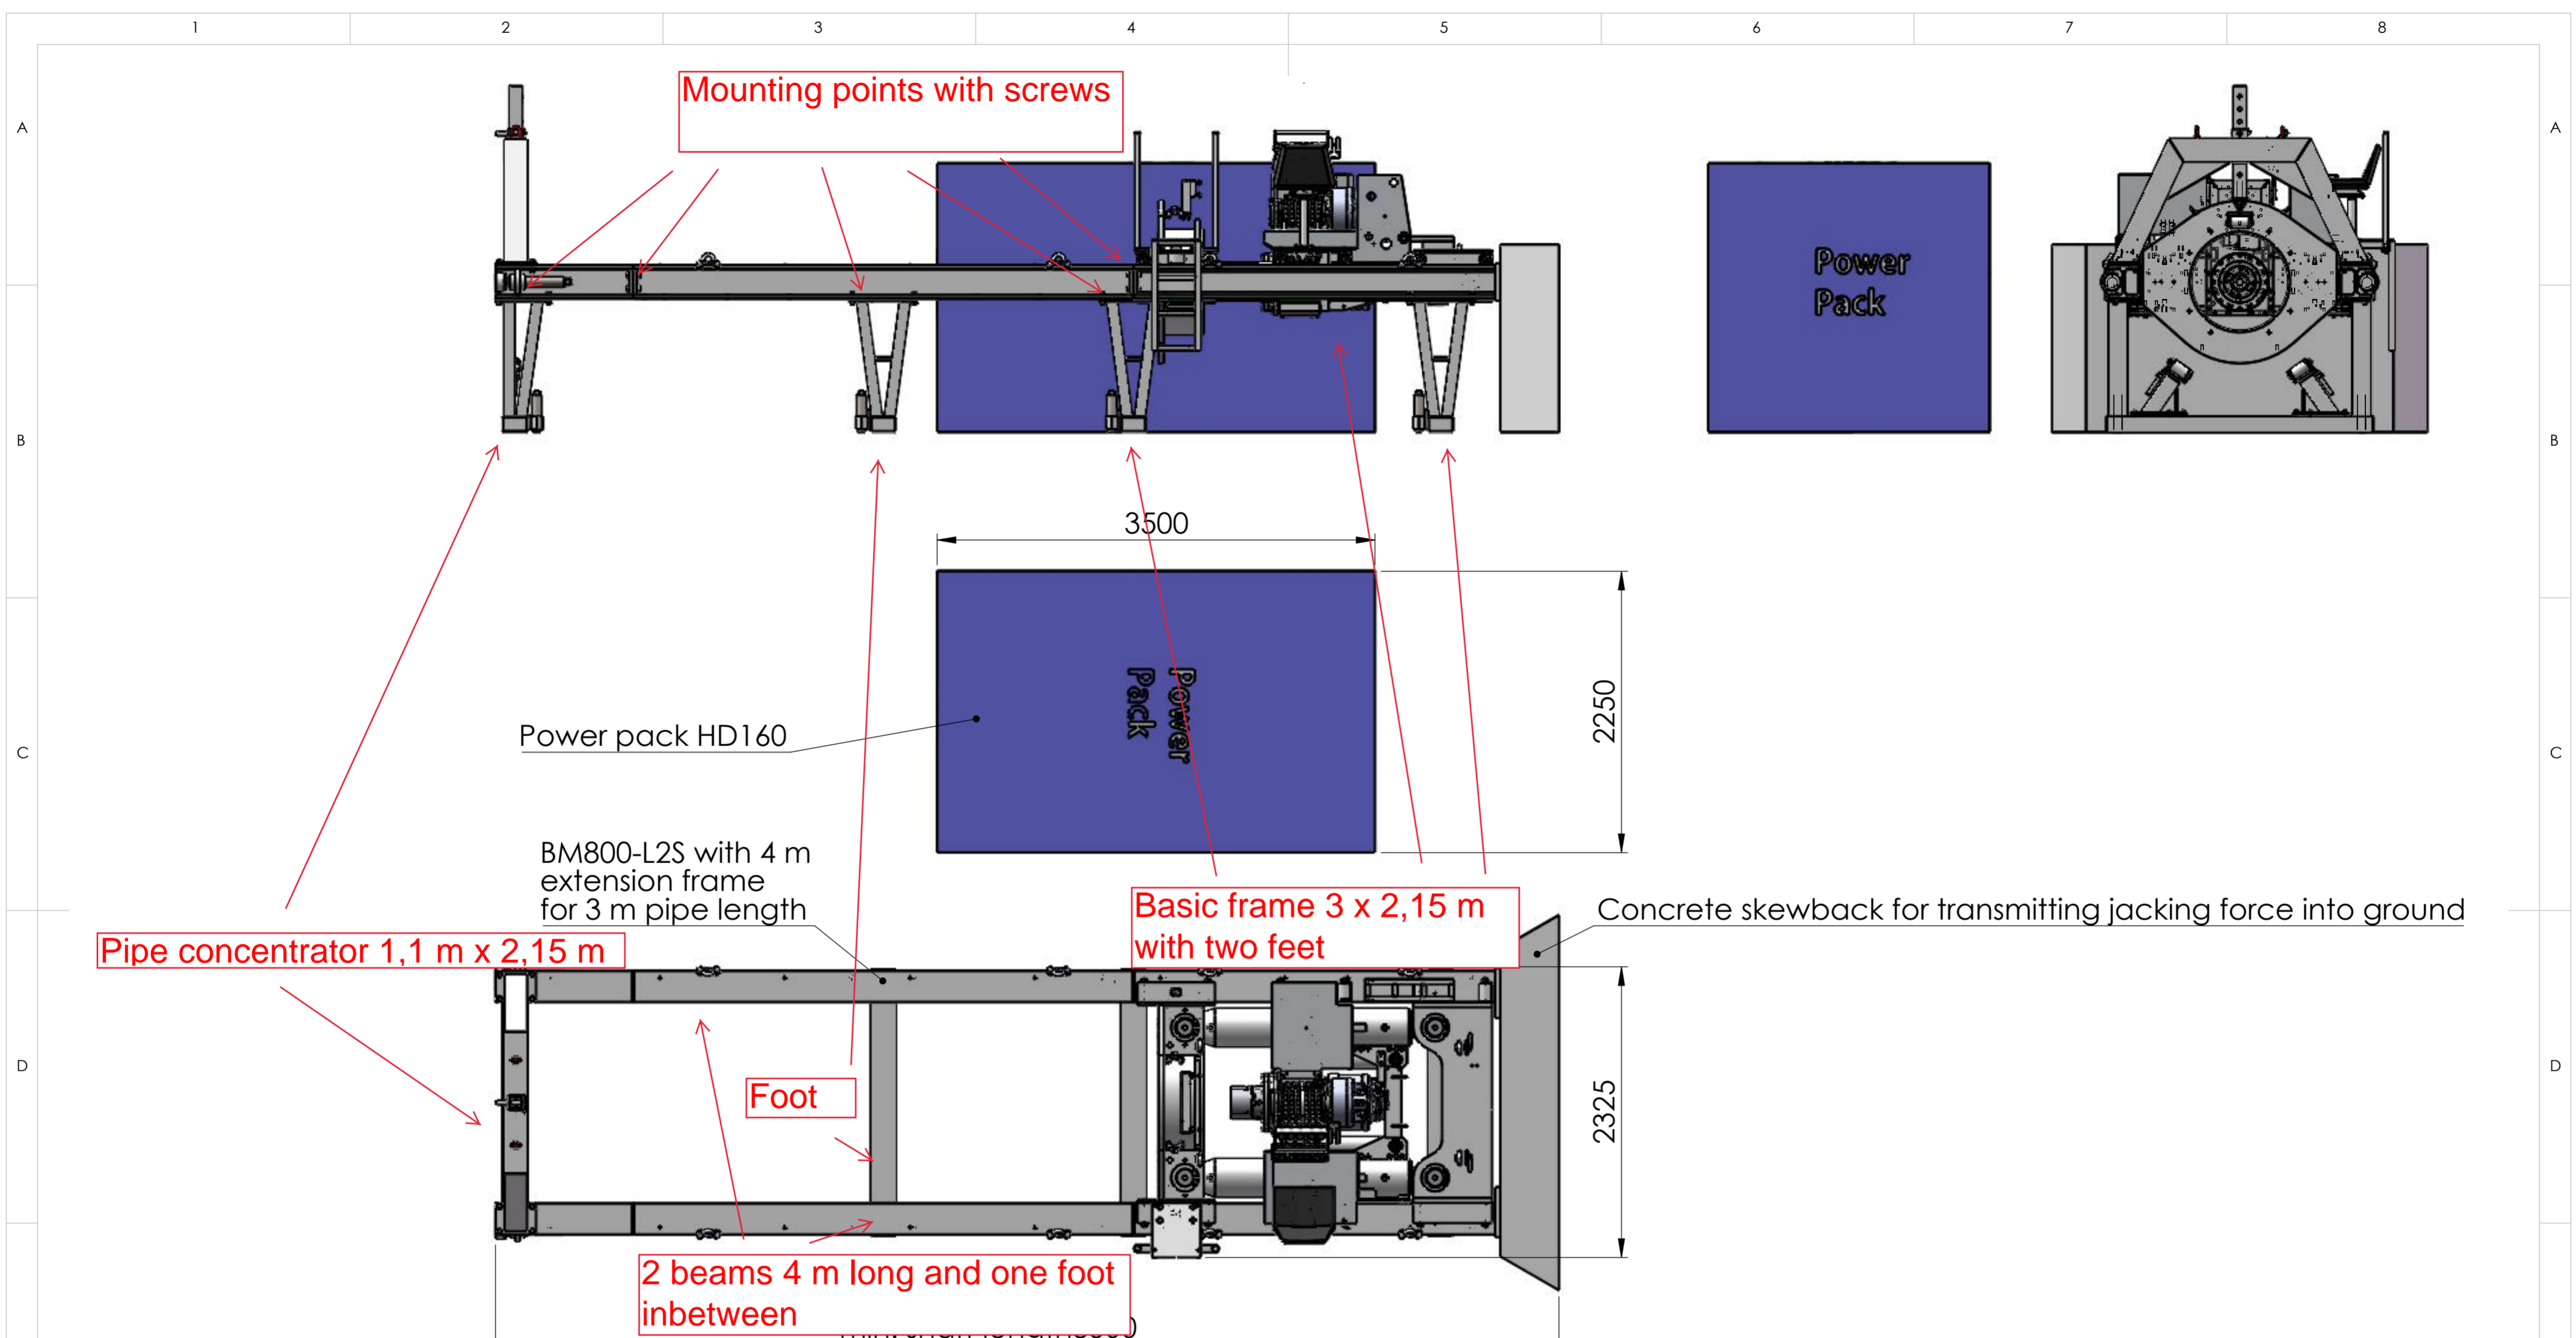 1 2 3 4 5 6 7 8
A A
Mounting points with screws
Power
Pack
B B
3500
2250
Power
Pack
Power pack HD160
C C
BM800-L2S with 4 m
extension frame
for 3 m pipe length
Basic frame 3 x 2,15 m
with two feet
Concrete skewback for transmitting jacking force into ground
Pipe concentrator 1,1 m x 2,15 m
D D
Foot
2325
2 beams 4 m long and one foot
inbetween